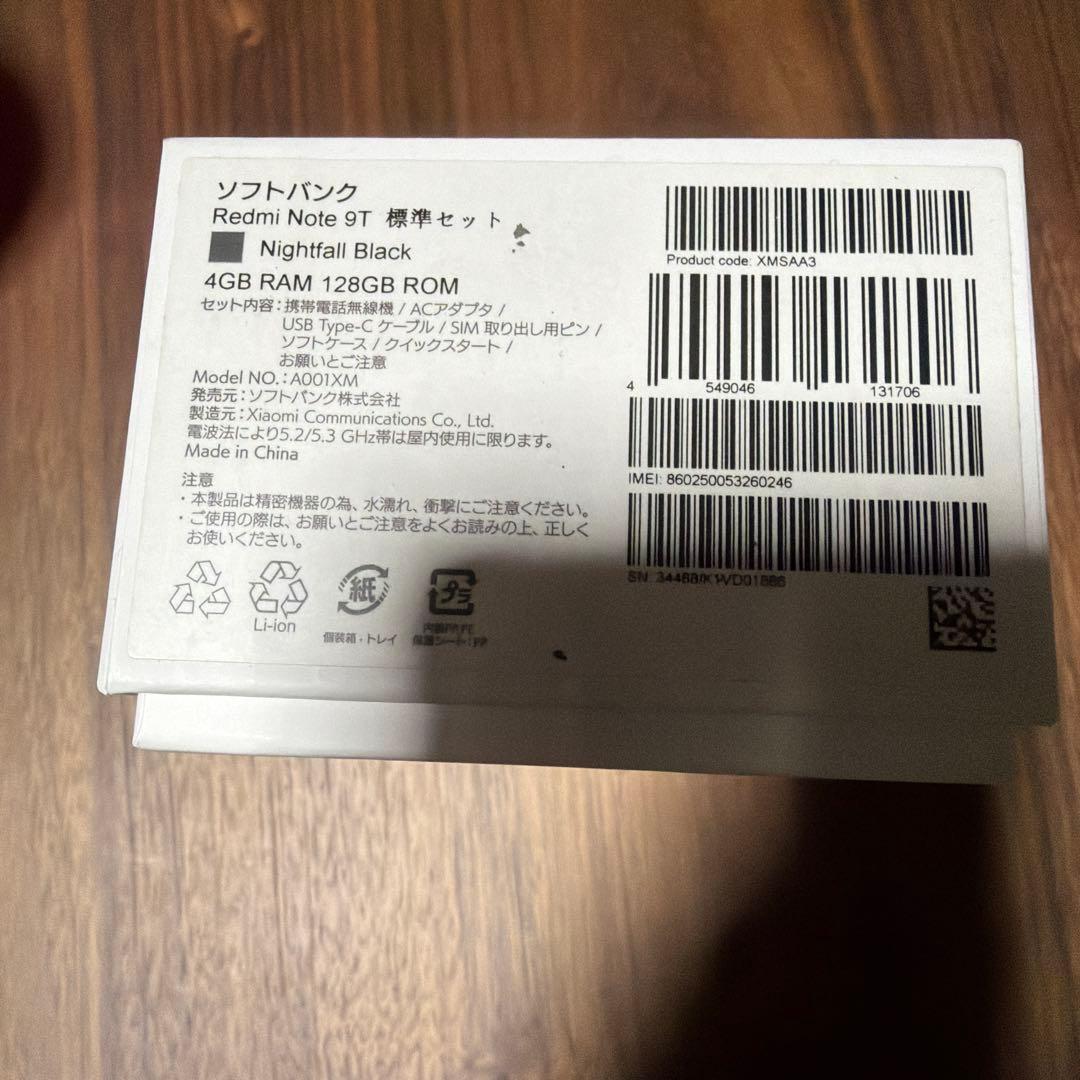 ソフトバンク
Redmi Note 9T 標準セット
Nightfall Black
4GB RAM 128GB ROM
セット内容：携帯電話無線機 / ACアダプタ /
USB Type-C ケーブル / SIM 取り出し用ピン /
ソフトケース / クイックスタート /
お願いとご注意
Model NO.：A001XM
発売元：ソフトバンク株式会社
製造元：Xiaomi Communications Co., Ltd.
電波法により5.2/5.3 GHz帯は屋内使用に限ります。
Made in China
注意
・本製品は精密機器の為、水濡れ、衝撃にご注意ください。
・ご使用の際は、お願いとご注意をよくお読みの上、正しく
お使いください。
Li-ion
紙
個装箱・トレイ
プラ
保護シート：PP
Product code: XMSAA3
4 549046 131706
IMEI: 860250053260246
SN: